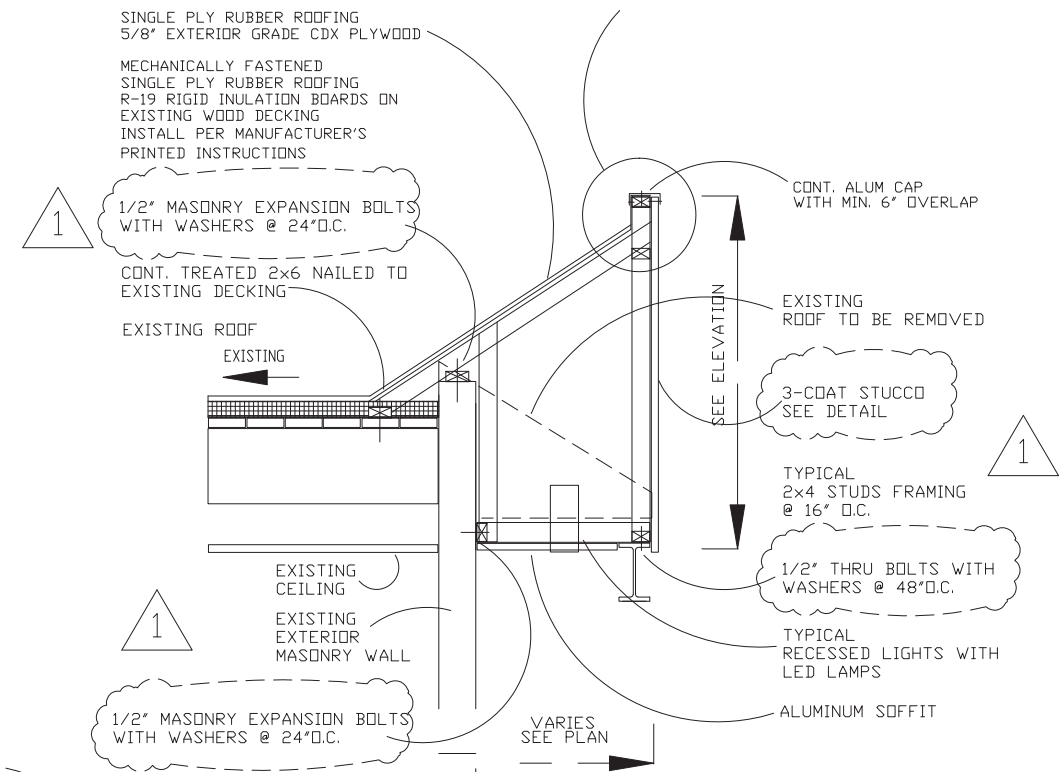 SINGLE PLY RUBBER ROOFING
5/8" EXTERIOR GRADE CDX PLYWOOD
MECHANICALLY FASTENED
SINGLE PLY RUBBER ROOFING
R-19 RIGID INULATION BOARDS ON
EXISTING WOOD DECKING
INSTALL PER MANUFACTURER'S
PRINTED INSTRUCTIONS
1
1/2" MASONRY EXPANSION BOLTS
WITH WASHERS @ 24"O.C.
CONT. TREATED 2x6 NAILED TO
EXISTING DECKING
EXISTING ROOF
EXISTING
CONT. ALUM CAP
WITH MIN. 6" OVERLAP
SEE ELEVATION
EXISTING
ROOF TO BE REMOVED
3-COAT STUCCO
SEE DETAIL
1
TYPICAL
2x4 STUDS FRAMING
@ 16" O.C.
1/2" THRU BOLTS WITH
WASHERS @ 48"O.C.
EXISTING
CEILING
1
EXISTING
EXTERIOR
MASONRY WALL
TYPICAL
RECESSED LIGHTS WITH
LED LAMPS
1/2" MASONRY EXPANSION BOLTS
WITH WASHERS @ 24"O.C.
ALUMINUM SOFFIT
VARIES
SEE PLAN